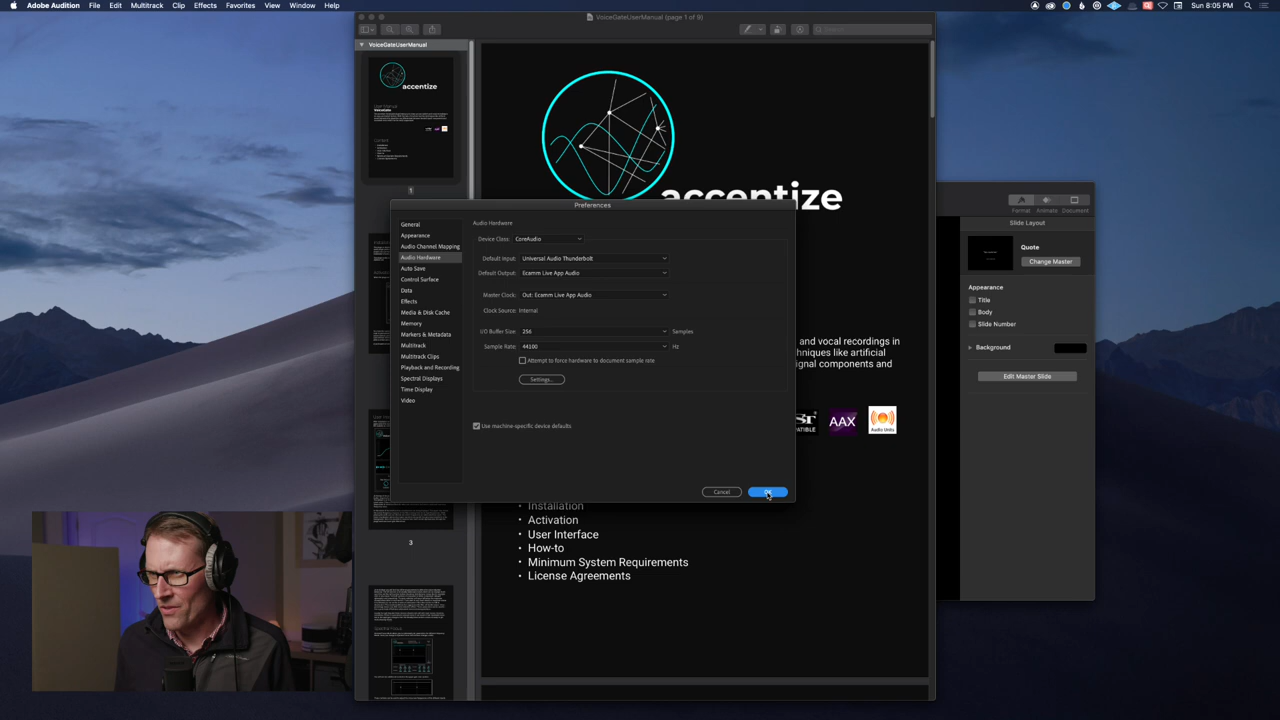 Adobe Audition File Edit Multitrack Clip Effects Favorites View Window Help
Sun 8:05 PM
VoiceGateUserManual (page 1 of 9)
Search
VoiceGateUserManual
accentize
1
3
accentize
and vocal recordings in
chniques like artificial
signal components and
AAX
Audio Units
Installation
• Activation
• User Interface
• How-to
• Minimum System Requirements
• License Agreements
Preferences
General
Appearance
Audio Channel Mapping
Audio Hardware
Auto Save
Control Surface
Data
Effects
Media & Disk Cache
Memory
Markers & Metadata
Multitrack
Multitrack Clips
Playback and Recording
Spectral Displays
Time Display
Video
Audio Hardware
Device Class: CoreAudio
Default Input: Universal Audio Thunderbolt
Default Output: Ecamm Live App Audio
Master Clock: Out: Ecamm Live App Audio
Clock Source: Internal
I/O Buffer Size: 256 Samples
Sample Rate: 44100 Hz
Attempt to force hardware to document sample rate
Settings...
Use machine-specific device defaults
Cancel
OK
Format Animate Document
Slide Layout
Quote
Change Master
Appearance
Title
Body
Slide Number
Background
Edit Master Slide